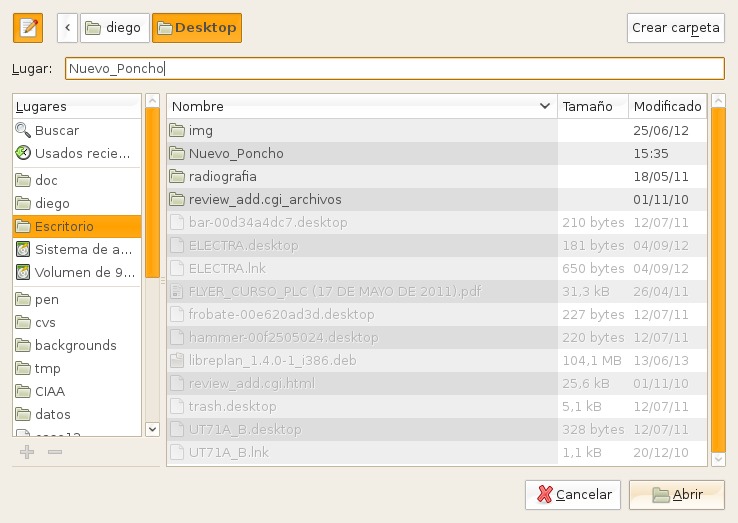 diego
Desktop
Crear carpeta
Lugar:
Nuevo_Poncho
Lugares
Buscar
Usados recie...
doc
diego
Escritorio
Sistema de a...
Volumen de 9...
pen
cvs
backgrounds
tmp
CIAA
datos
Nombre Tamaño Modificado
img 25/06/12
Nuevo_Poncho 15:35
radiografia 18/05/11
review_add.cgi_archivos 01/11/10
bar-00d34a4dc7.desktop 210 bytes 12/07/11
ELECTRA.desktop 181 bytes 04/09/12
ELECTRA.lnk 650 bytes 04/09/12
FLYER_CURSO_PLC (17 DE MAYO DE 2011).pdf 31,3 kB 26/04/11
frobate-00e620ad3d.desktop 227 bytes 12/07/11
hammer-00f2505024.desktop 220 bytes 12/07/11
libreplan_1.4.0-1_i386.deb 104,1 MB 13/06/13
review_add.cgi.html 25,6 kB 01/11/10
trash.desktop 5,1 kB 12/07/11
UT71A_B.desktop 328 bytes 12/07/11
UT71A_B.lnk 1,1 kB 20/12/10
Cancelar
Abrir